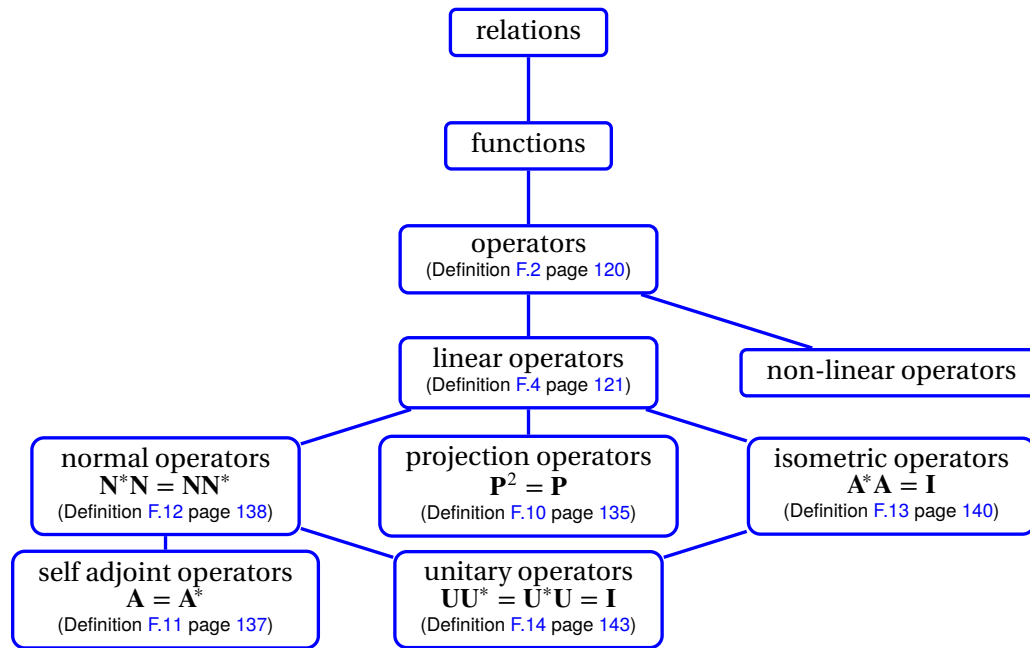 relations
functions
operators
(Definition F.2 page 120)
linear operators
(Definition F.4 page 121)
non-linear operators
normal operators
N*N = NN*
(Definition F.12 page 138)
projection operators
P² = P
(Definition F.10 page 135)
isometric operators
A*A = I
(Definition F.13 page 140)
self adjoint operators
A = A*
(Definition F.11 page 137)
unitary operators
UU* = U*U = I
(Definition F.14 page 143)